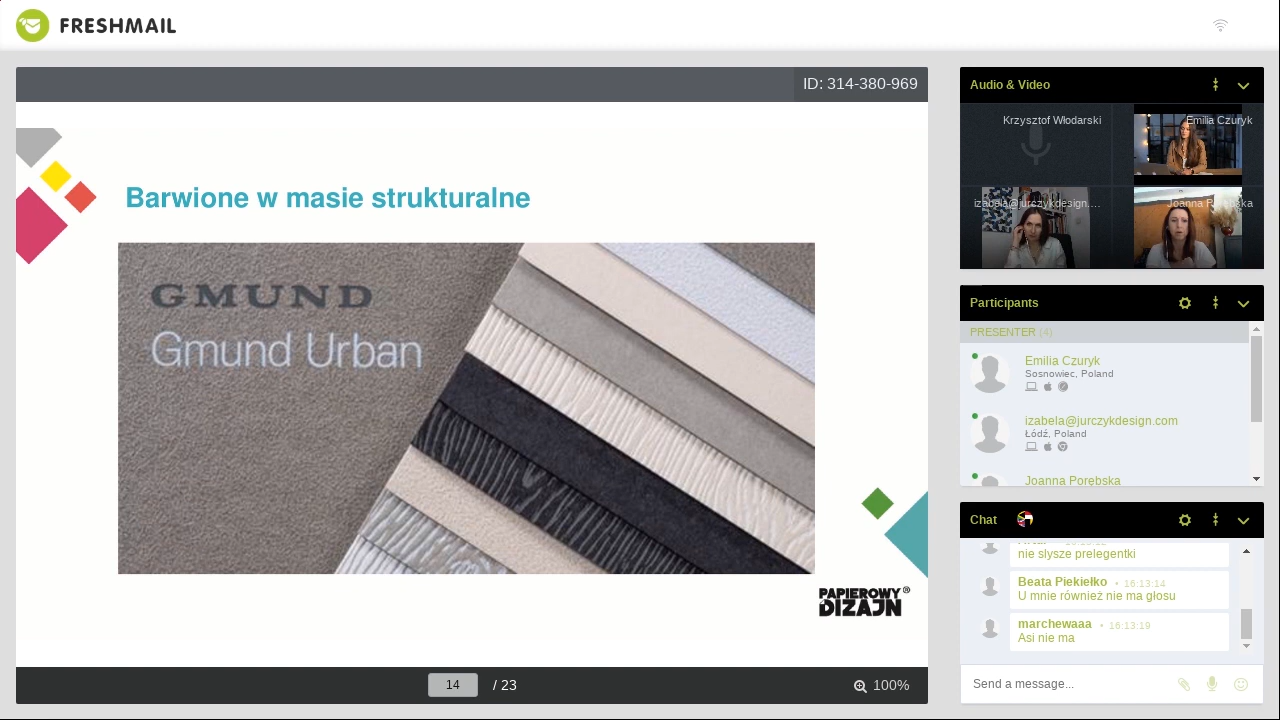 FRESHMAIL
ID: 314-380-969
Barwione w masie strukturalne
GMUND
Gmund Urban
PAPIEROWY®
DIZAJN
14 / 23
100%
Audio & Video
Krzysztof Włodarski
Emilia Czuryk
izabela@jurczykdesign....
Joanna Porębska
Participants
PRESENTER (4)
Emilia Czuryk
Sosnowiec, Poland
izabela@jurczykdesign.com
Łódź, Poland
Joanna Porębska
Chat
nie slysze prelegentki
Beata Piekiełko • 16:13:14
U mnie również nie ma głosu
marchewaaa • 16:13:19
Asi nie ma
Send a message...